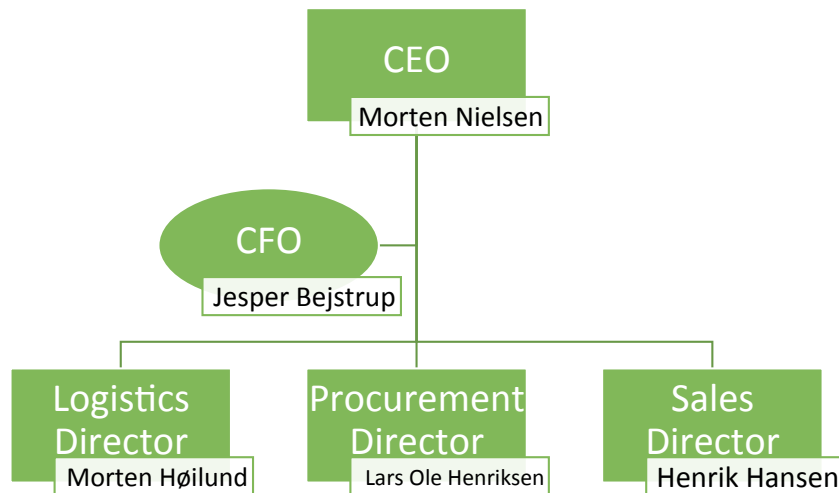 CEO
Morten Nielsen
CFO
Jesper Bejstrup
Logistics
Director
Morten Høilund
Procurement
Director
Lars Ole Henriksen
Sales
Director
Henrik Hansen